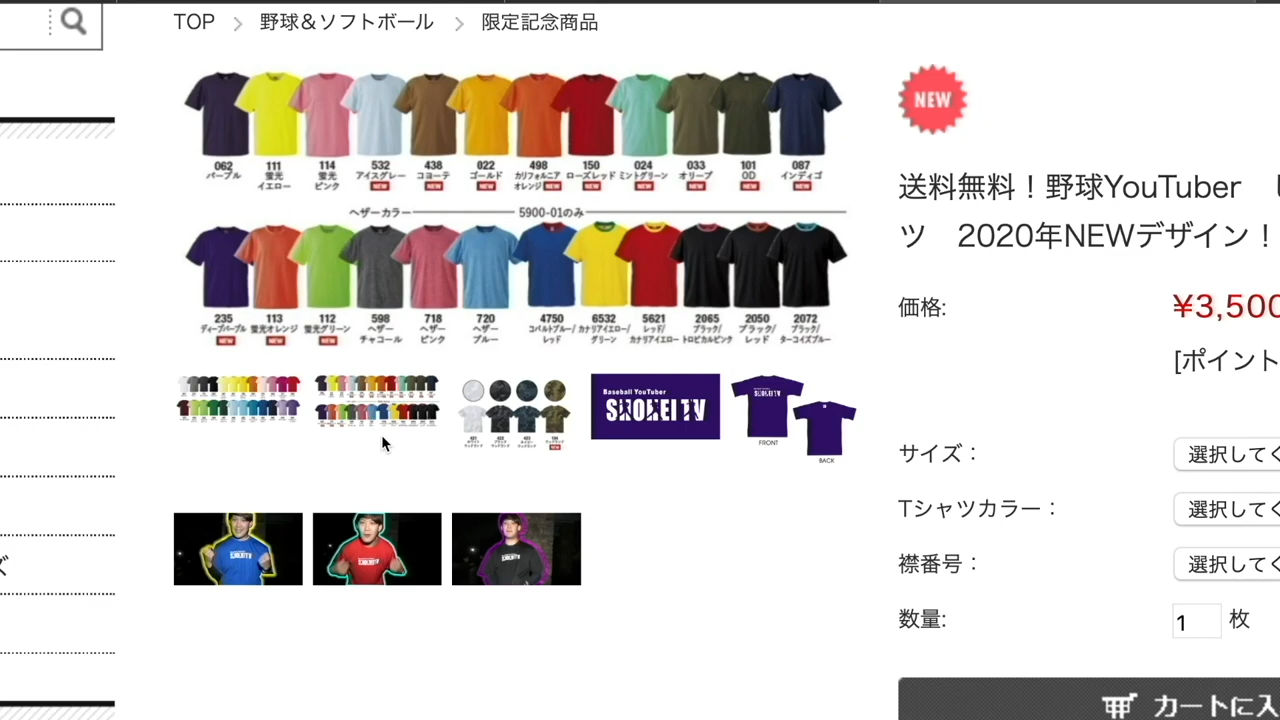 TOP > 野球＆ソフトボール > 限定記念商品
NEW
062 111 114 532 438 022 498 150 024 033 101 087
パープル 蛍光イエロー 蛍光ピンク アイスグレー コヨーテ ゴールド カリフォルニアオレンジ ローズレッド ミントグリーン オリーブ OD インディゴ
NEW NEW NEW NEW NEW NEW NEW NEW NEW
ヘザーカラー 5900-01のみ
235 113 112 598 718 720 4750 6532 5621 2065 2050 2072
ディープパープル 蛍光オレンジ 蛍光グリーン ヘザーチャコール ヘザーピンク ヘザーブルー コバルトブルー/レッド カナリアイエロー/グリーン レッド/カナリアイエロー ブラック/トロピカルピンク ブラック/レッド ブラック/ターコイズブルー
NEW NEW NEW
Baseball YouTuber
SHOHEI TV
FRONT
BACK
送料無料！野球YouTuber
ツ 2020年NEWデザイン！
価格:
¥3,500
[ポイント
サイズ：
選択してく
Tシャツカラー：
選択してく
襟番号：
選択してく
数量:
1 枚
カートに入
ズ